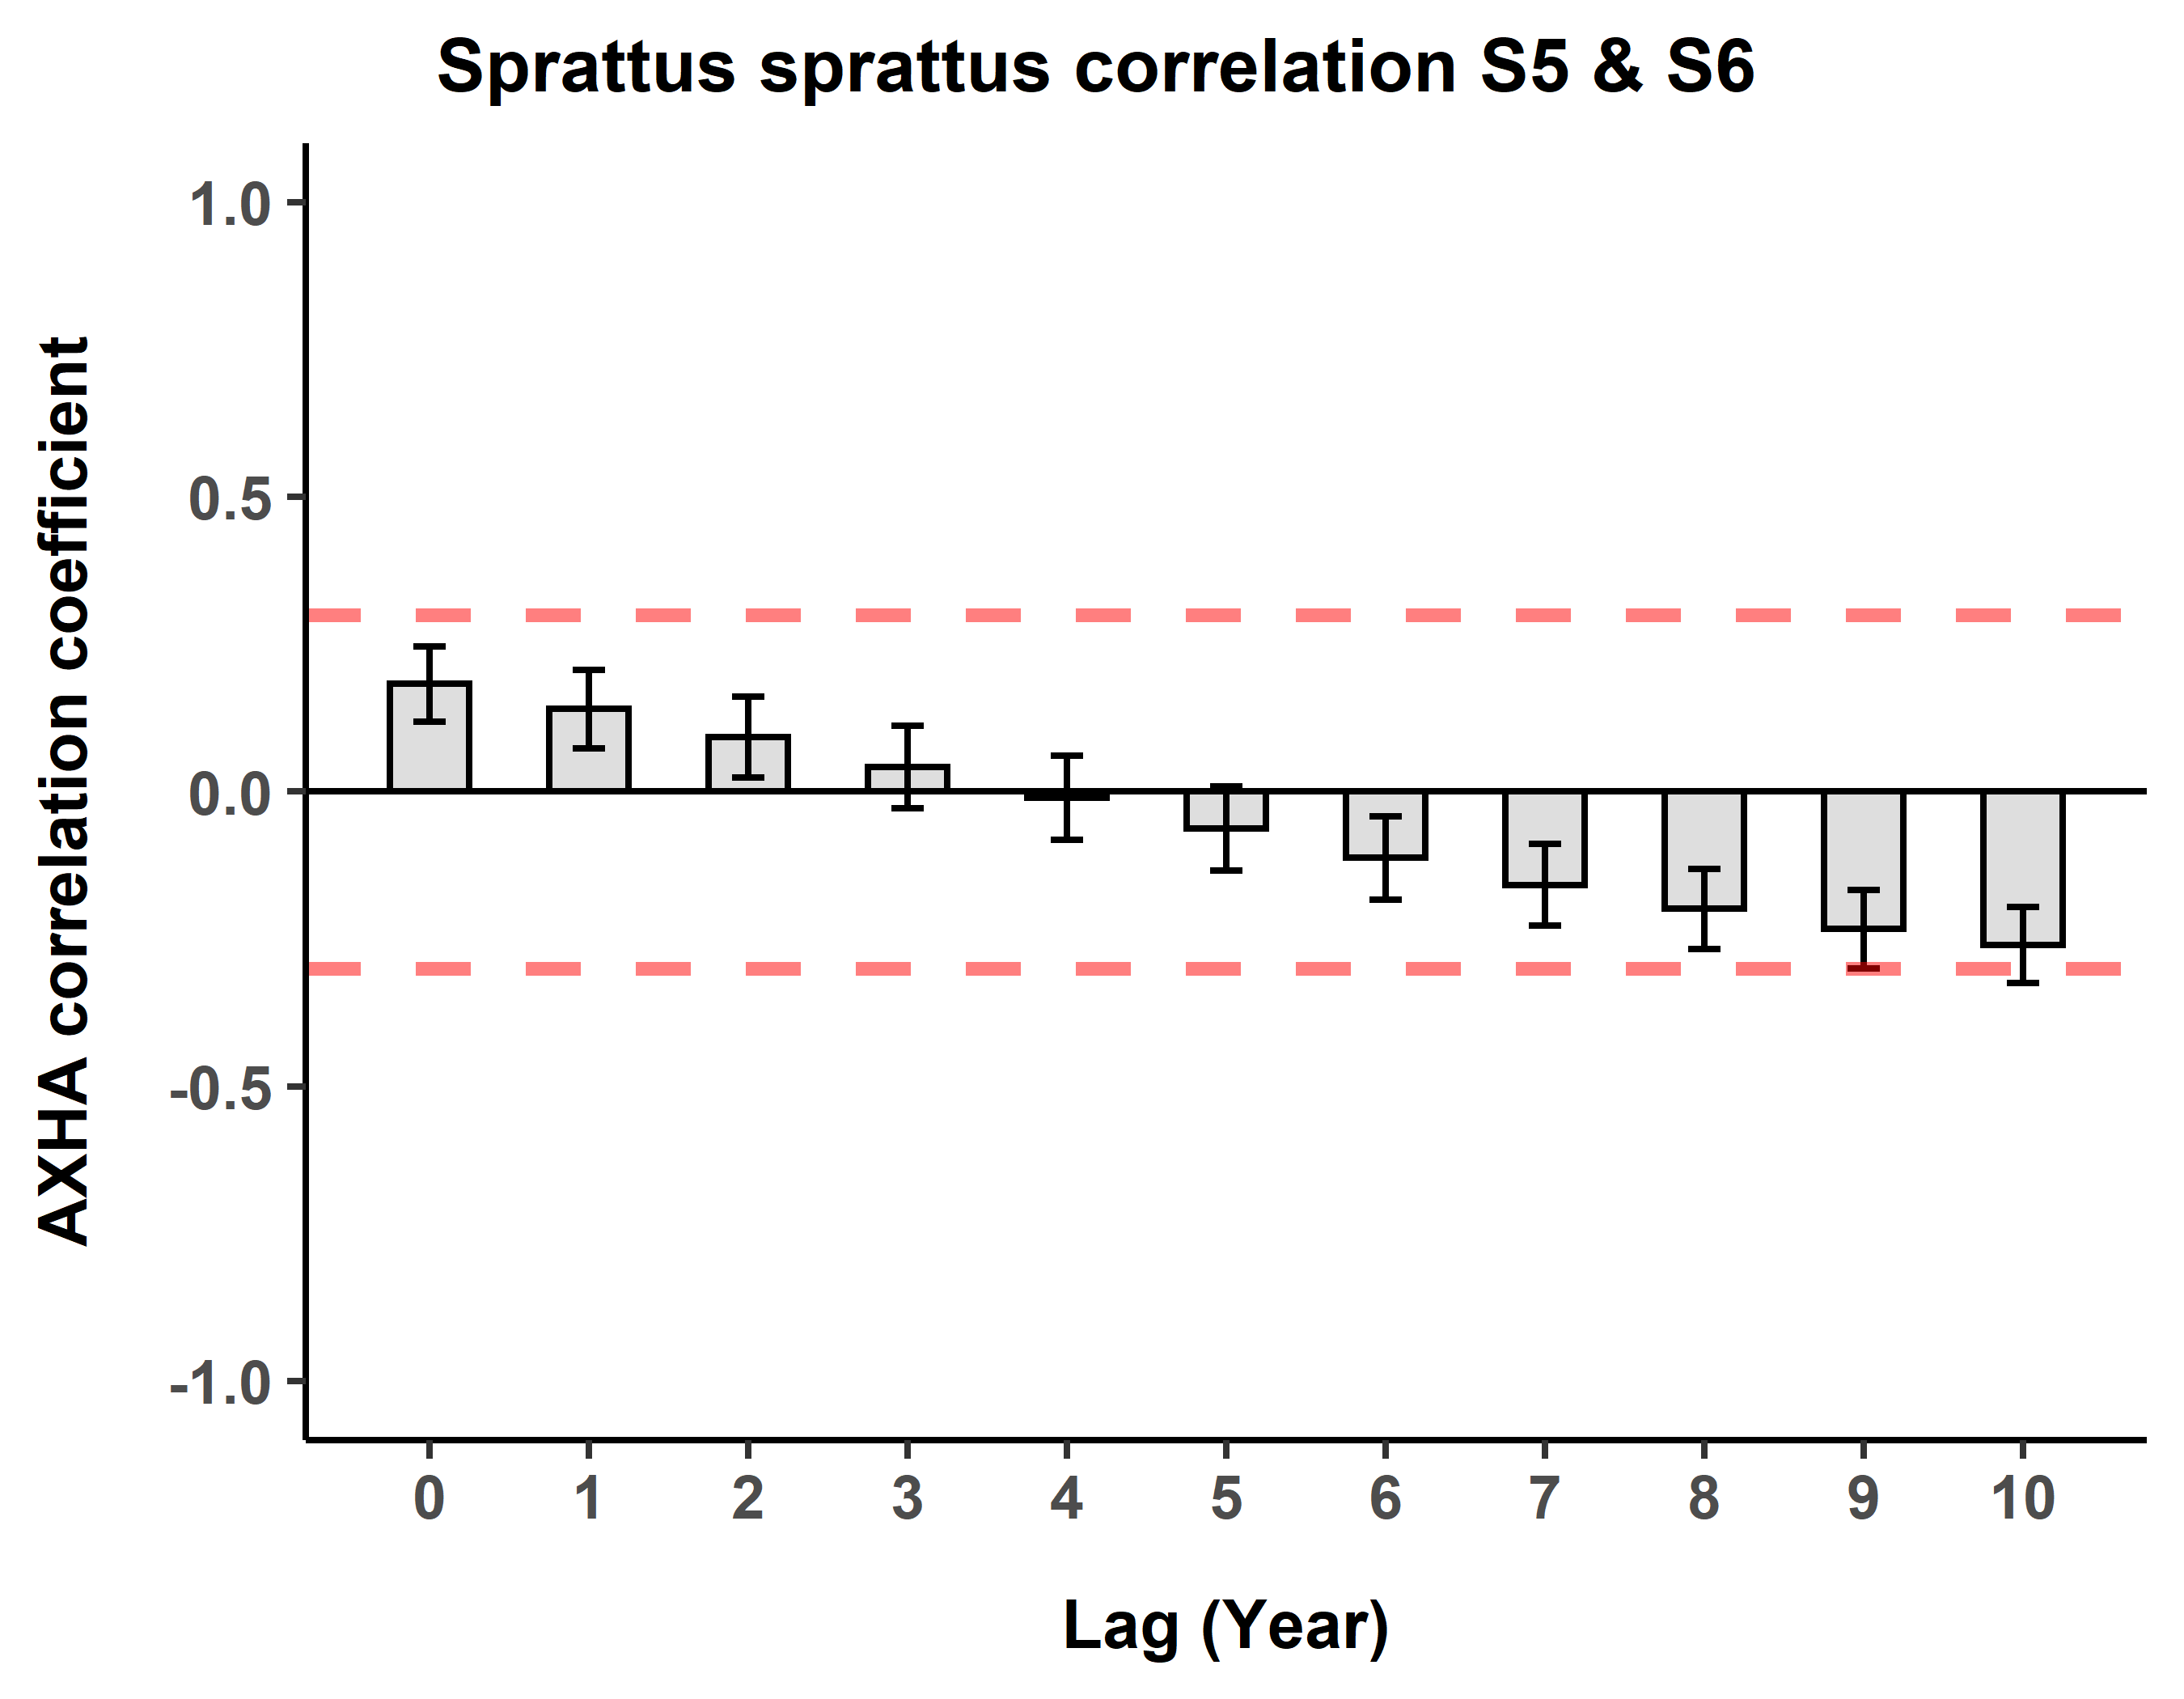 Sprattus sprattus correlation S5 & S6
AXHA correlation coefficient
1.0
0.5
0.0
-0.5
-1.0
0 1 2 3 4 5 6 7 8 9 10
Lag (Year)